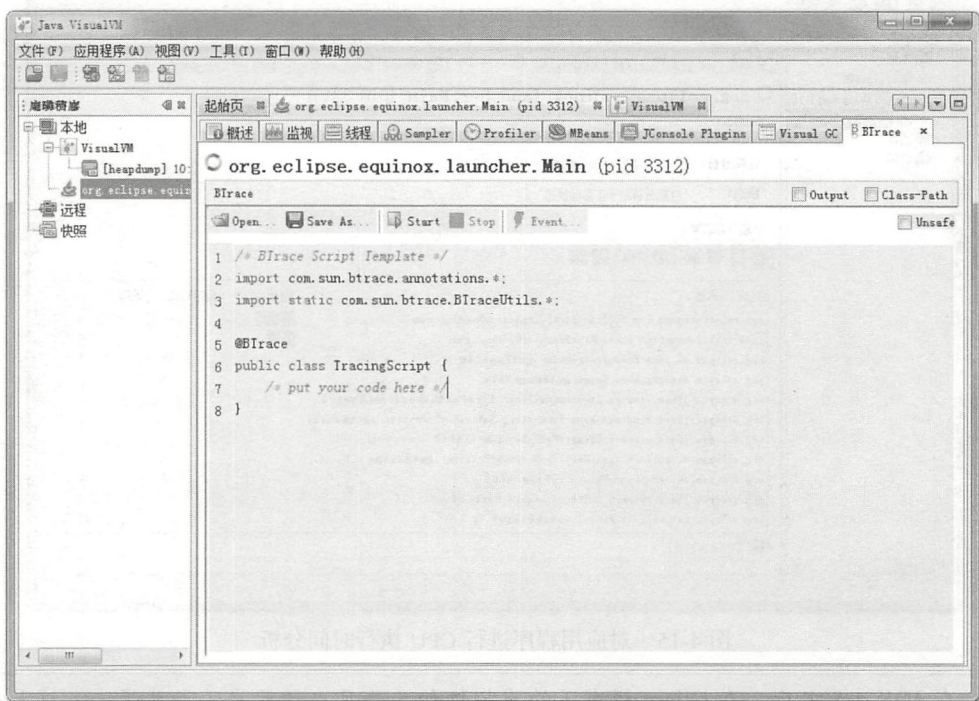 Java VisualVM
文件(F) 应用程序(A) 视图(V) 工具(T) 窗口(W) 帮助(H)
起始页 org.eclipse.equinox.launcher.Main (pid 3312) VisualVM
本地
VisualVM
[heapdump] 10:
org.eclipse.equin
远程
快照
概述 监视 线程 Sampler Profiler MBeans JConsole Plugins Visual GC BTrace
org.eclipse.equinox.launcher.Main (pid 3312)
BTrace Output Class-Path
Open... Save As... Start Stop Event... Unsafe
1 /* BTrace Script Template */
2 import com.sun.btrace.annotations.*;
3 import static com.sun.btrace.BTraceUtils.*;
4
5 @BTrace
6 public class TracingScript {
7 /* put your code here */
8 }